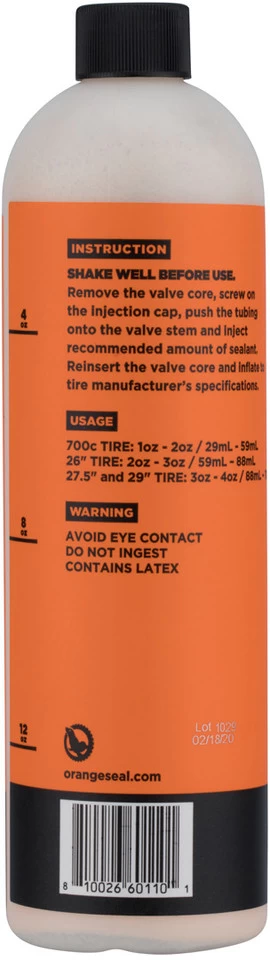 INSTRUCTION
SHAKE WELL BEFORE USE.
Remove the valve core, screw on
the injection cap, push the tubing
onto the valve stem and inject
recommended amount of sealant.
Reinsert the valve core and inflate to
tire manufacturer's specifications.
4
oz
USAGE
700c TIRE: 1oz - 2oz / 29mL - 59mL
26" TIRE: 2oz - 3oz / 59mL - 88mL
27.5" and 29" TIRE: 3oz - 4oz / 88mL -
8
oz
WARNING
AVOID EYE CONTACT
DO NOT INGEST
CONTAINS LATEX
12
oz
Lot 1029
02/18/20
orangeseal.com
8 10026 60110 1